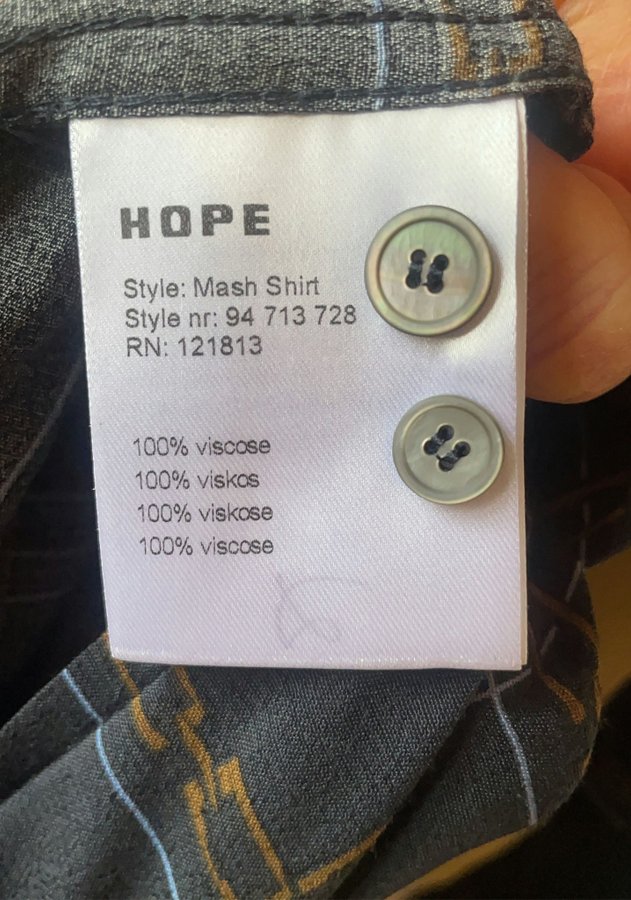 HOPE
Style: Mash Shirt
Style nr: 94 713 728
RN: 121813
100% viscose
100% viskos
100% viskose
100% viscose